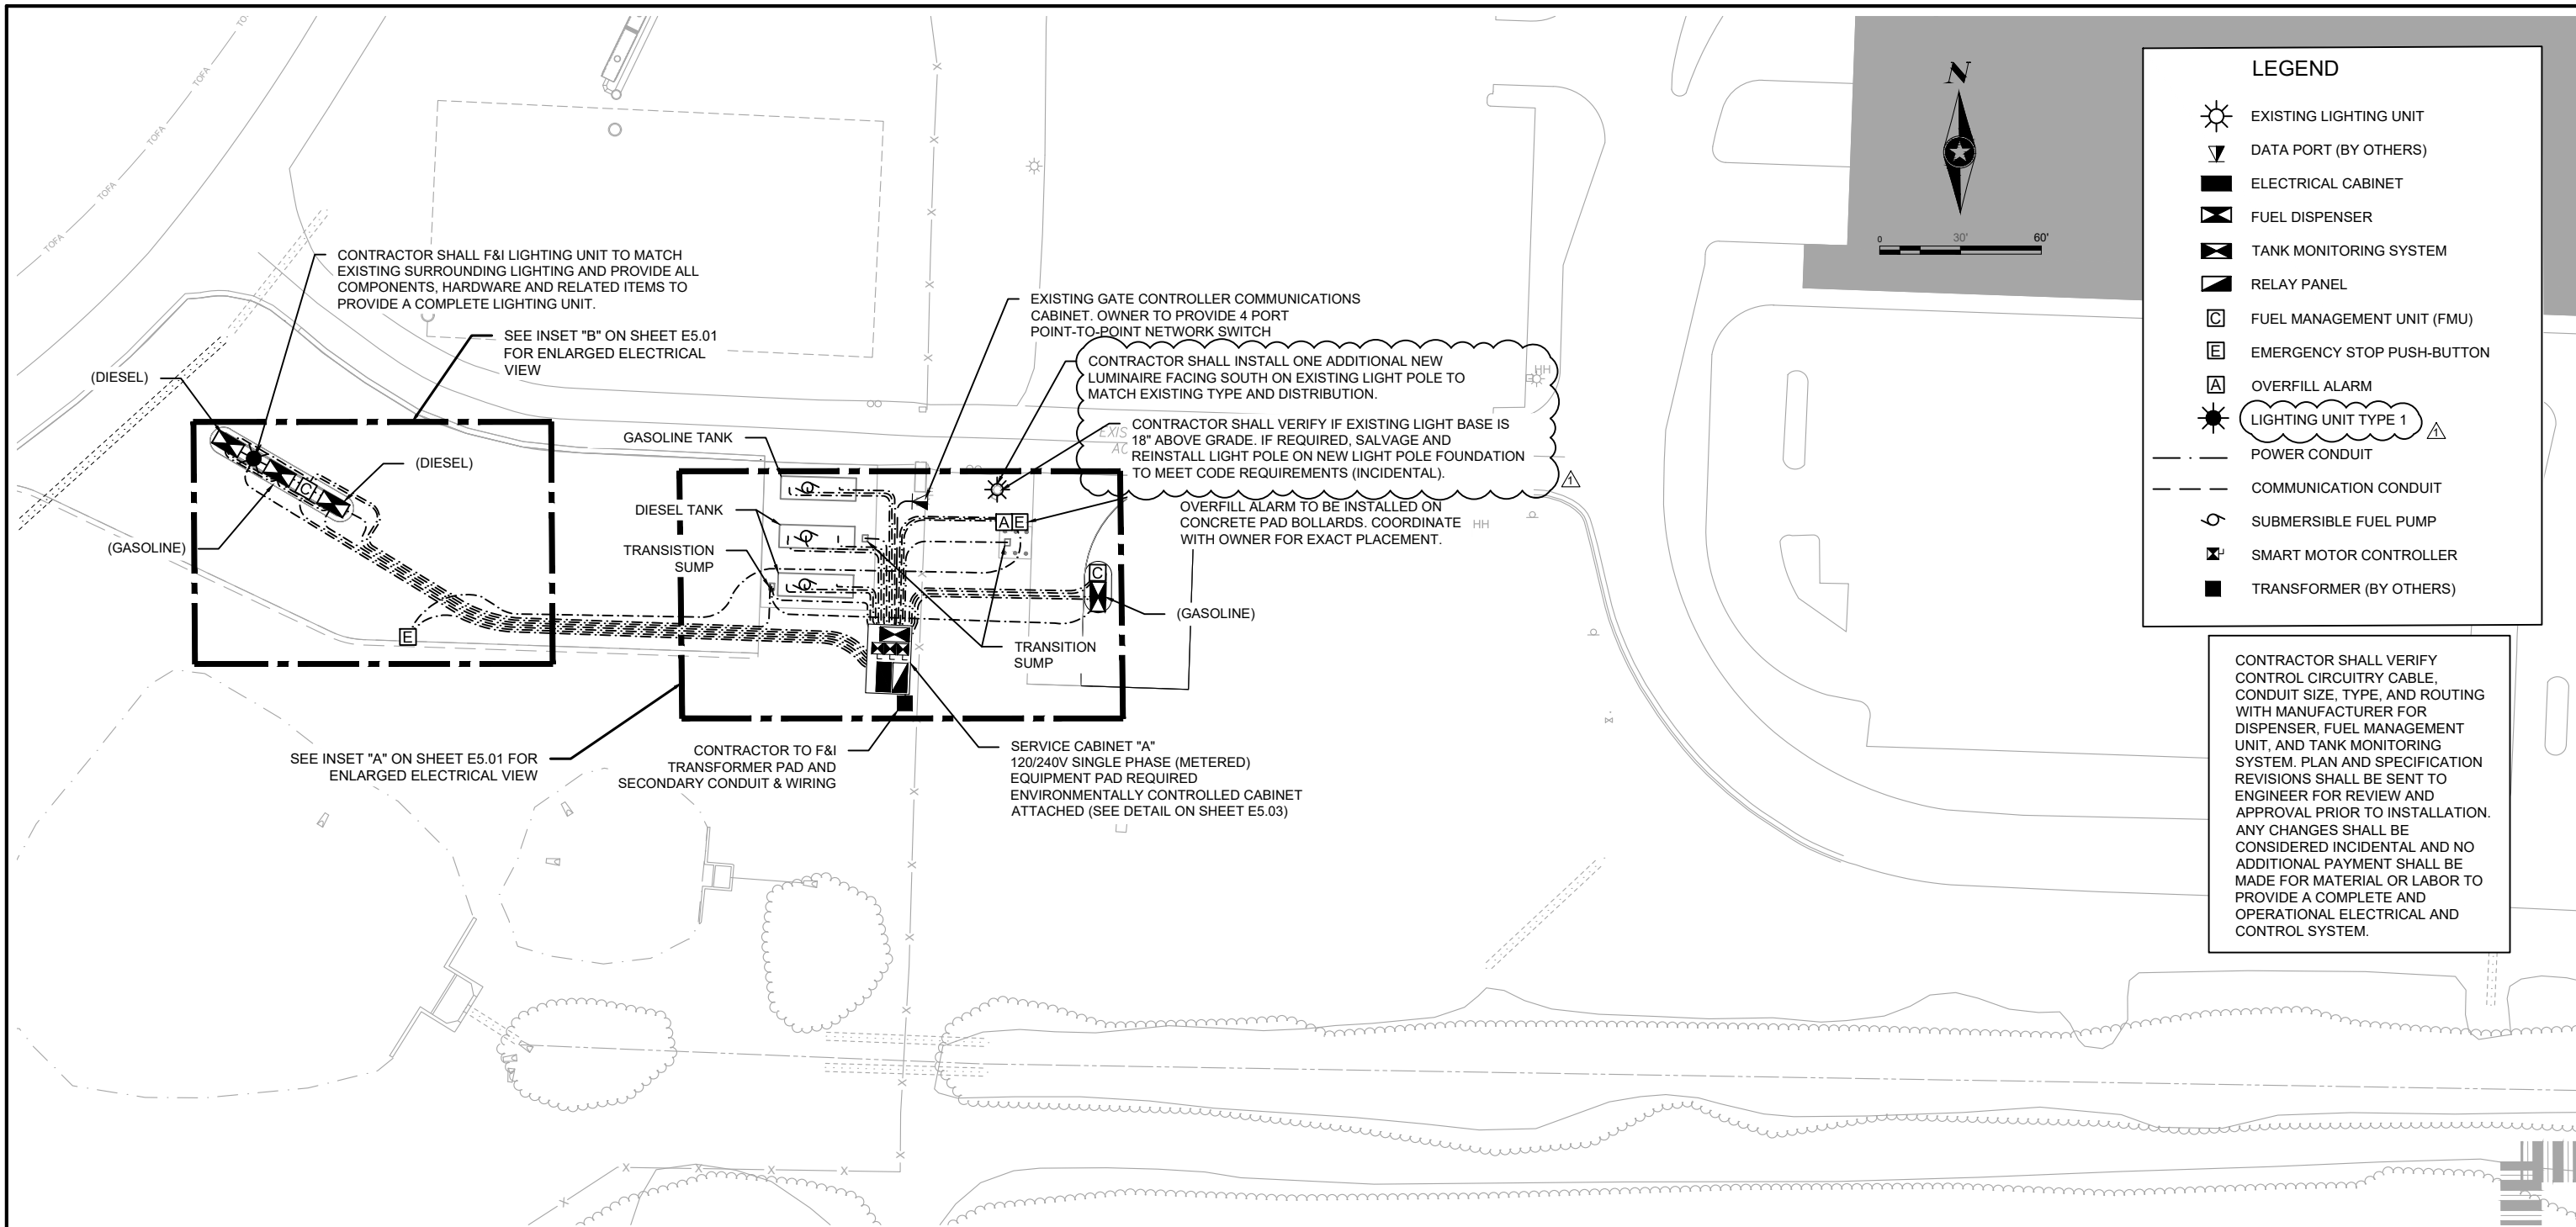 TOFA
TOFA
TOFA
TOFA
TOFA
CONTRACTOR SHALL F&I LIGHTING UNIT TO MATCH
EXISTING SURROUNDING LIGHTING AND PROVIDE ALL
COMPONENTS, HARDWARE AND RELATED ITEMS TO
PROVIDE A COMPLETE LIGHTING UNIT.
SEE INSET "B" ON SHEET E5.01
FOR ENLARGED ELECTRICAL
VIEW
(DIESEL)
(DIESEL)
(GASOLINE)
C
E
EXISTING GATE CONTROLLER COMMUNICATIONS
CABINET. OWNER TO PROVIDE 4 PORT
POINT-TO-POINT NETWORK SWITCH
CONTRACTOR SHALL INSTALL ONE ADDITIONAL NEW
LUMINAIRE FACING SOUTH ON EXISTING LIGHT POLE TO
MATCH EXISTING TYPE AND DISTRIBUTION.
CONTRACTOR SHALL VERIFY IF EXISTING LIGHT BASE IS
18" ABOVE GRADE. IF REQUIRED, SALVAGE AND
REINSTALL LIGHT POLE ON NEW LIGHT POLE FOUNDATION
TO MEET CODE REQUIREMENTS (INCIDENTAL).
1
HH
HH
OVERFILL ALARM TO BE INSTALLED ON
CONCRETE PAD BOLLARDS. COORDINATE
WITH OWNER FOR EXACT PLACEMENT.
GASOLINE TANK
DIESEL TANK
TRANSISTION
SUMP
A E
C
(GASOLINE)
TRANSITION
SUMP
SEE INSET "A" ON SHEET E5.01 FOR
ENLARGED ELECTRICAL VIEW
CONTRACTOR TO F&I
TRANSFORMER PAD AND
SECONDARY CONDUIT & WIRING
SERVICE CABINET "A"
120/240V SINGLE PHASE (METERED)
EQUIPMENT PAD REQUIRED
ENVIRONMENTALLY CONTROLLED CABINET
ATTACHED (SEE DETAIL ON SHEET E5.03)
N
0 30' 60'
LEGEND
EXISTING LIGHTING UNIT
DATA PORT (BY OTHERS)
ELECTRICAL CABINET
FUEL DISPENSER
TANK MONITORING SYSTEM
RELAY PANEL
C FUEL MANAGEMENT UNIT (FMU)
E EMERGENCY STOP PUSH-BUTTON
A OVERFILL ALARM
LIGHTING UNIT TYPE 1
1
POWER CONDUIT
COMMUNICATION CONDUIT
SUBMERSIBLE FUEL PUMP
SMART MOTOR CONTROLLER
TRANSFORMER (BY OTHERS)
CONTRACTOR SHALL VERIFY
CONTROL CIRCUITRY CABLE,
CONDUIT SIZE, TYPE, AND ROUTING
WITH MANUFACTURER FOR
DISPENSER, FUEL MANAGEMENT
UNIT, AND TANK MONITORING
SYSTEM. PLAN AND SPECIFICATION
REVISIONS SHALL BE SENT TO
ENGINEER FOR REVIEW AND
APPROVAL PRIOR TO INSTALLATION.
ANY CHANGES SHALL BE
CONSIDERED INCIDENTAL AND NO
ADDITIONAL PAYMENT SHALL BE
MADE FOR MATERIAL OR LABOR TO
PROVIDE A COMPLETE AND
OPERATIONAL ELECTRICAL AND
CONTROL SYSTEM.